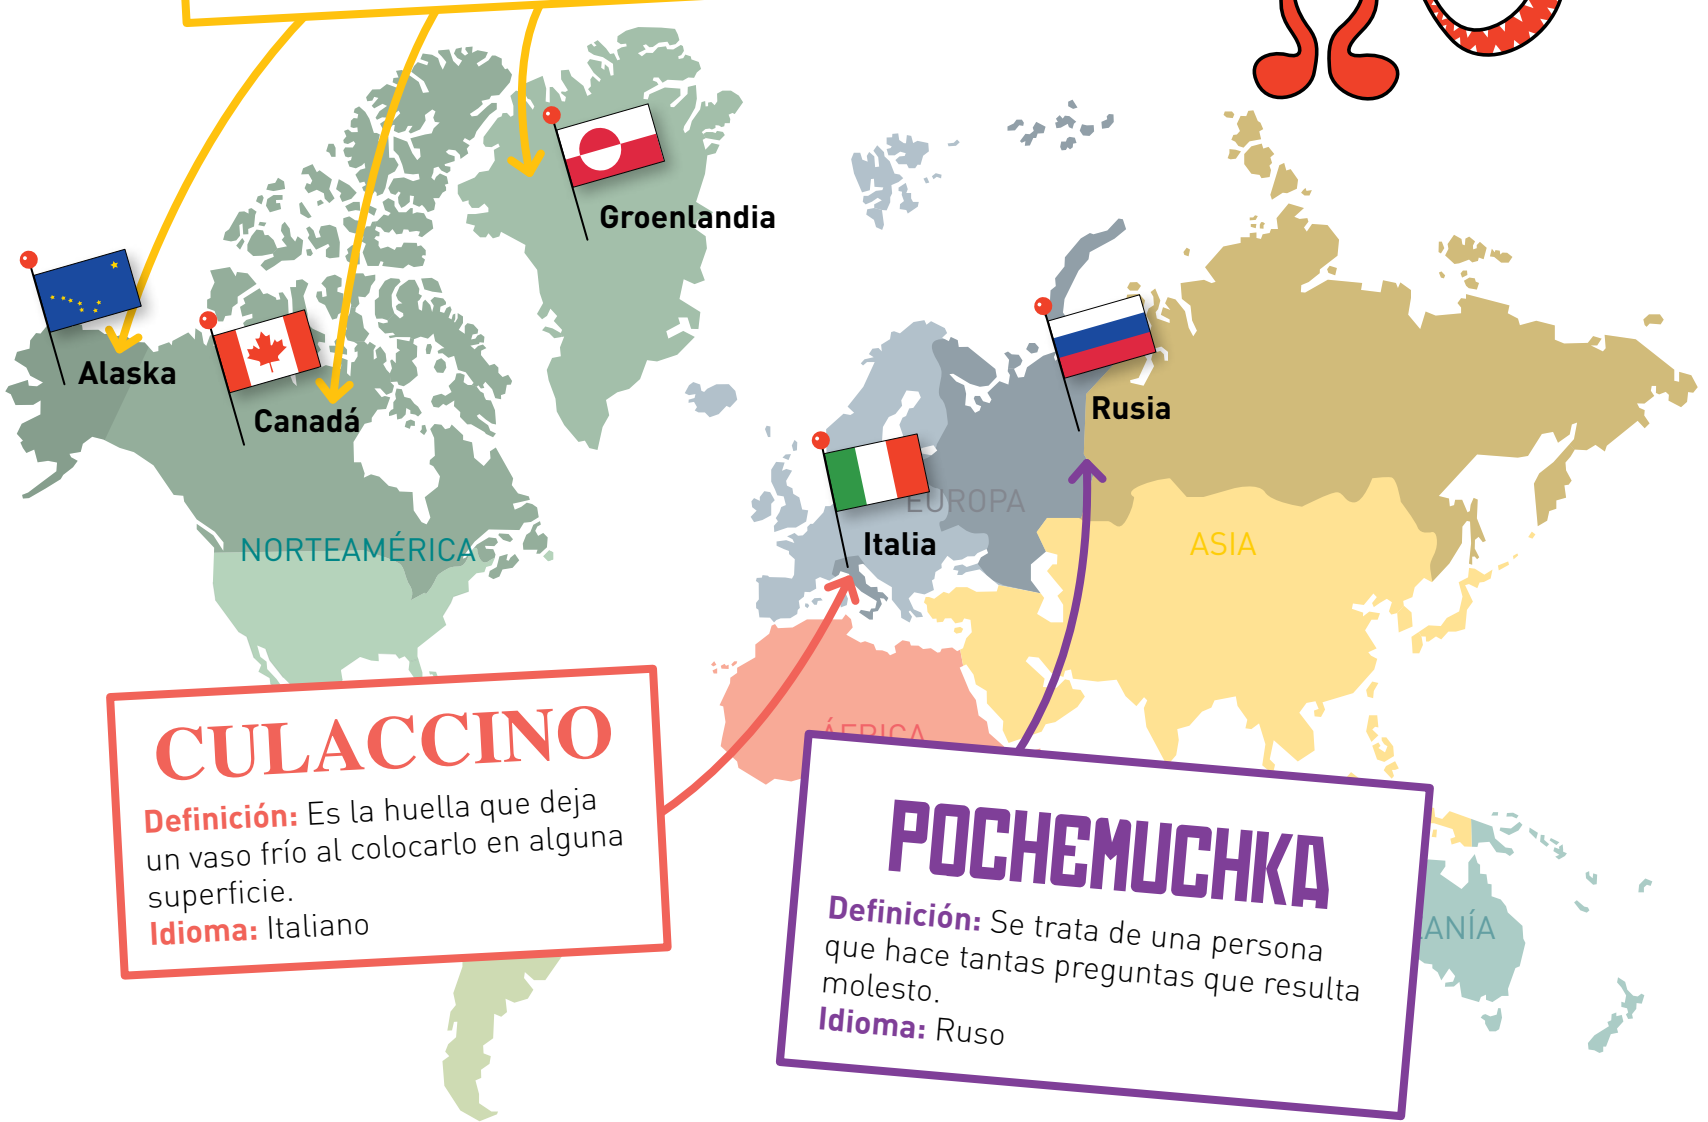 Groenlandia
Alaska
Canadá
Rusia
Italia
EUROPA
NORTEAMÉRICA
ASIA
ÁFRICA
CULACCINO
Definición: Es la huella que deja
un vaso frío al colocarlo en alguna
superficie.
Idioma: Italiano
POCHEMUCHKA
Definición: Se trata de una persona
que hace tantas preguntas que resulta
molesto.
Idioma: Ruso
ANÍA